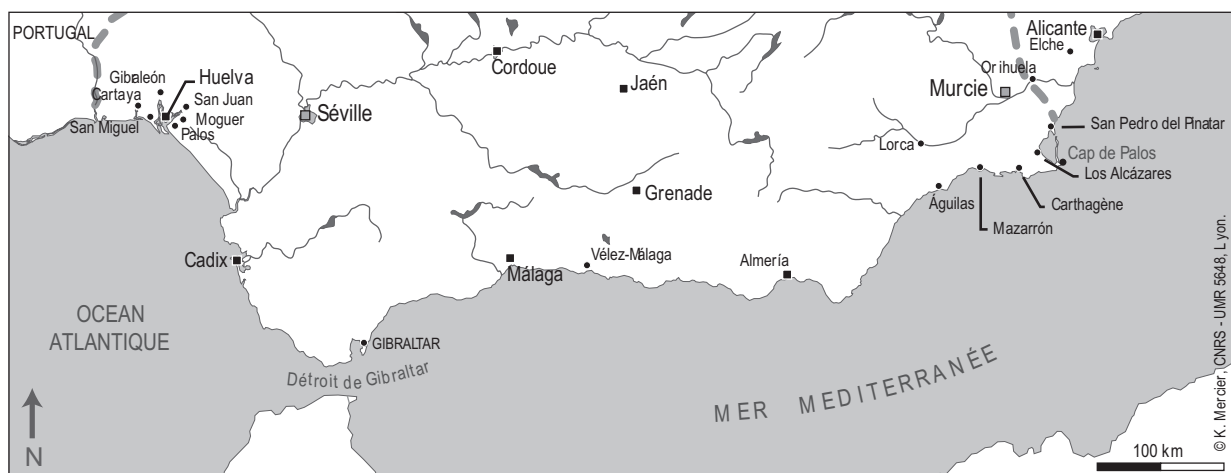 PORTUGAL
Gibraleón
Cartaya
Huelva
San Juan
Moguer
Pàlos
San Miguel
Séville
Cordoue
Jaén
Grenade
Cadix
Málaga
Vélez-Málaga
Almería
GIBRALTAR
Détroit de Gibraltar
OCEAN
ATLANTIQUE
MER MEDITERRANÉE
Alicante
Elche
Orihuela
Murcie
Lorca
San Pedro del Pinatar
Cap de Palos
Los Alcázares
Carthagène
Mazarrón
Águilas
N
100 km
© K. Mercier, CNRS - UMR 5648, Lyon.